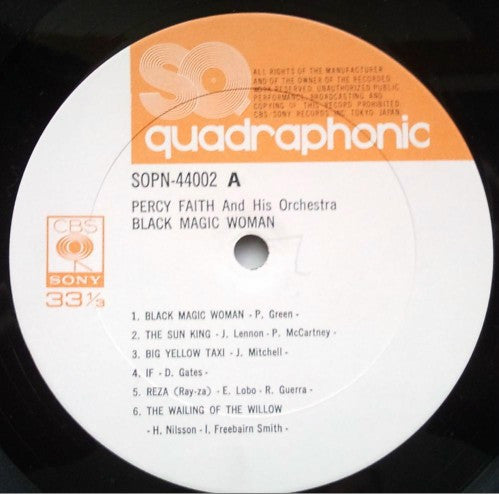 SQ
ALL RIGHTS OF THE MANUFACTURER
AND OF THE OWNER OF THE RECORDED
WORK RESERVED. UNAUTHORIZED PUBLIC
PERFORMANCE, BROADCASTING AND
COPYING OF THIS RECORD PROHIBITED.
CBS/SONY RECORDS INC. TOKYO JAPAN.
quadraphonic
SOPN-44002 A
PERCY FAITH And His Orchestra
BLACK MAGIC WOMAN
CBS
SONY
33 1/3
1. BLACK MAGIC WOMAN - P. Green -
2. THE SUN KING - J. Lennon - P. McCartney -
3. BIG YELLOW TAXI - J. Mitchell -
4. IF - D. Gates -
5. REZA (Ray-za) - E. Lobo - R. Guerra -
6. THE WAILING OF THE WILLOW
- H. Nilsson - I. Freebairn Smith -